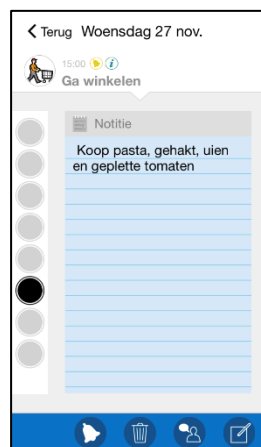 Terug Woensdag 27 nov.
15:00
Ga winkelen
Notitie
Koop pasta, gehakt, uien
en geplette tomaten